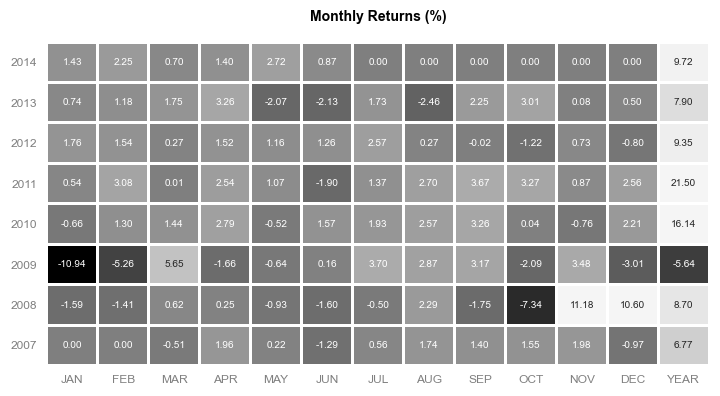 Monthly Returns (%)
2014 1.43 2.25 0.70 1.40 2.72 0.87 0.00 0.00 0.00 0.00 0.00 0.00 9.72
2013 0.74 1.18 1.75 3.26 -2.07 -2.13 1.73 -2.46 2.25 3.01 0.08 0.50 7.90
2012 1.76 1.54 0.27 1.52 1.16 1.26 2.57 0.27 -0.02 -1.22 0.73 -0.80 9.35
2011 0.54 3.08 0.01 2.54 1.07 -1.90 1.37 2.70 3.67 3.27 0.87 2.56 21.50
2010 -0.66 1.30 1.44 2.79 -0.52 1.57 1.93 2.57 3.26 0.04 -0.76 2.21 16.14
2009 -10.94 -5.26 5.65 -1.66 -0.64 0.16 3.70 2.87 3.17 -2.09 3.48 -3.01 -5.64
2008 -1.59 -1.41 0.62 0.25 -0.93 -1.60 -0.50 2.29 -1.75 -7.34 11.18 10.60 8.70
2007 0.00 0.00 -0.51 1.96 0.22 -1.29 0.56 1.74 1.40 1.55 1.98 -0.97 6.77
JAN FEB MAR APR MAY JUN JUL AUG SEP OCT NOV DEC YEAR